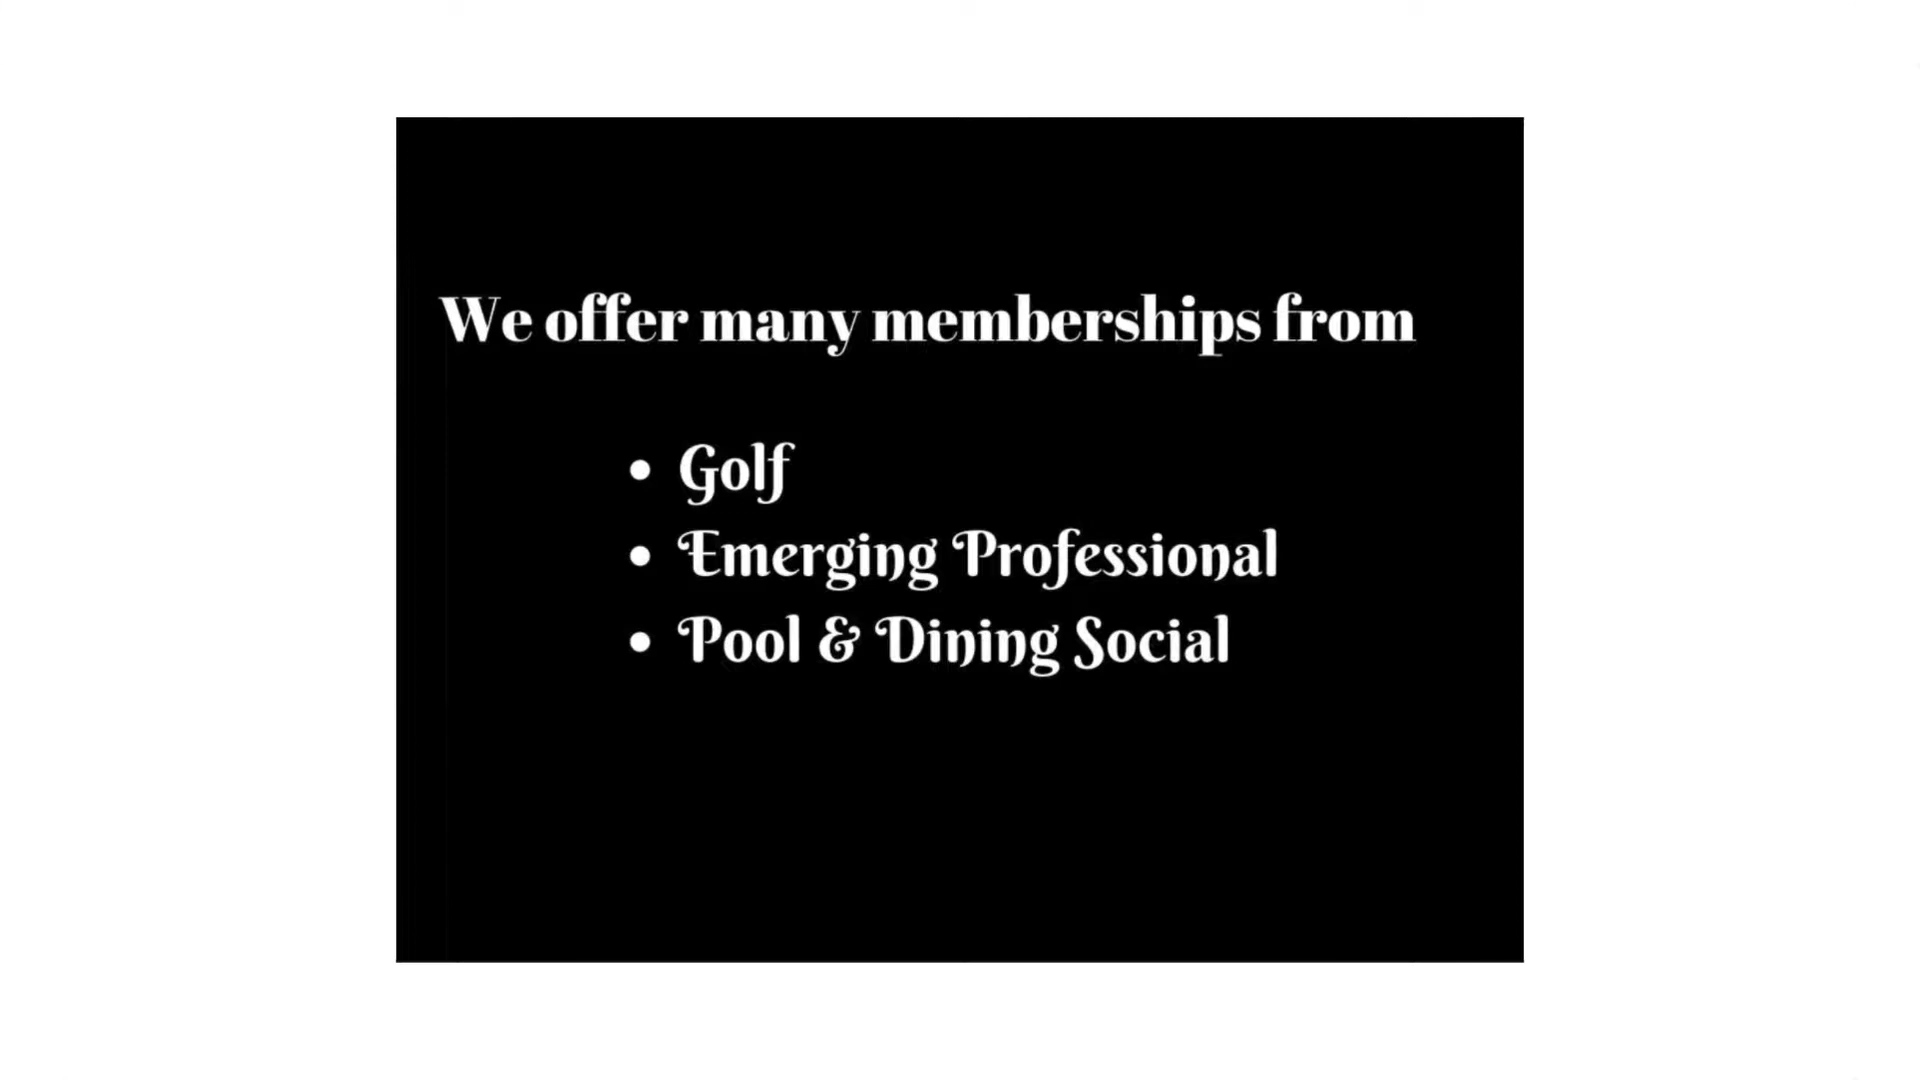 We offer many memberships from
• Golf
• Emerging Professional
• Pool & Dining Social